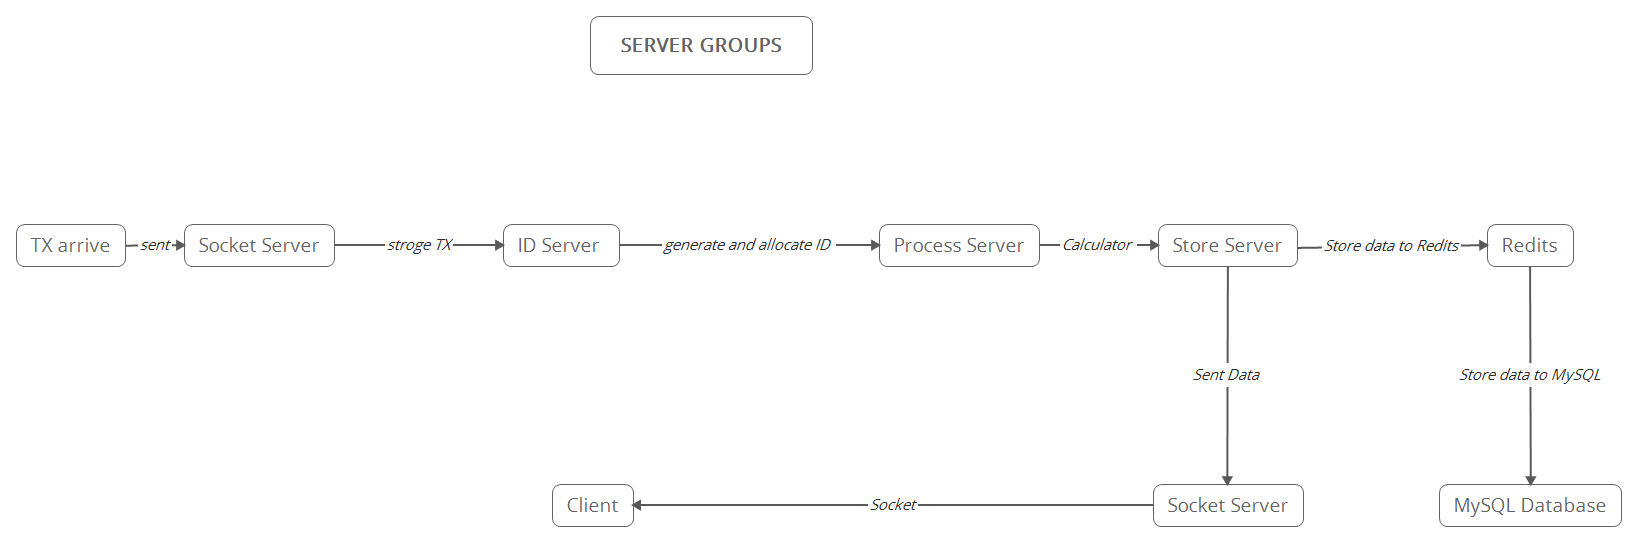 SERVER GROUPS
TX arrive
sent
Socket Server
stroge TX
ID Server
generate and allocate ID
Process Server
Calculator
Store Server
Store data to Redits
Redits
Sent Data
Store data to MySQL
Client
Socket
Socket Server
MySQL Database